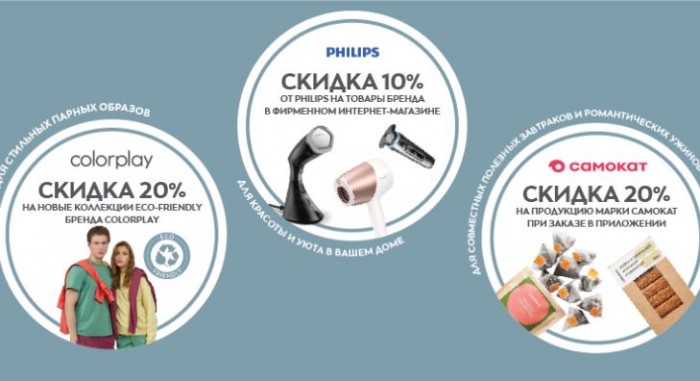 ДЛЯ СТИЛЬНЫХ ПАРНЫХ ОБРАЗОВ
colorplay
СКИДКА 20%
НА НОВЫЕ КОЛЛЕКЦИИ ECO-FRIENDLY
БРЕНДА COLORPLAY
ECO
FRIENDLY
PHILIPS
СКИДКА 10%
ОТ PHILIPS НА ТОВАРЫ БРЕНДА
В ФИРМЕННОМ ИНТЕРНЕТ-МАГАЗИНЕ
ДЛЯ КРАСОТЫ И УЮТА В ВАШЕМ ДОМЕ
ДЛЯ СОВМЕСТНЫХ ПОЛЕЗНЫХ ЗАВТРАКОВ И РОМАНТИЧЕСКИХ УЖИНОВ
САМОКАТ
СКИДКА 20%
НА ПРОДУКЦИЮ МАРКИ САМОКАТ
ПРИ ЗАКАЗЕ В ПРИЛОЖЕНИИ